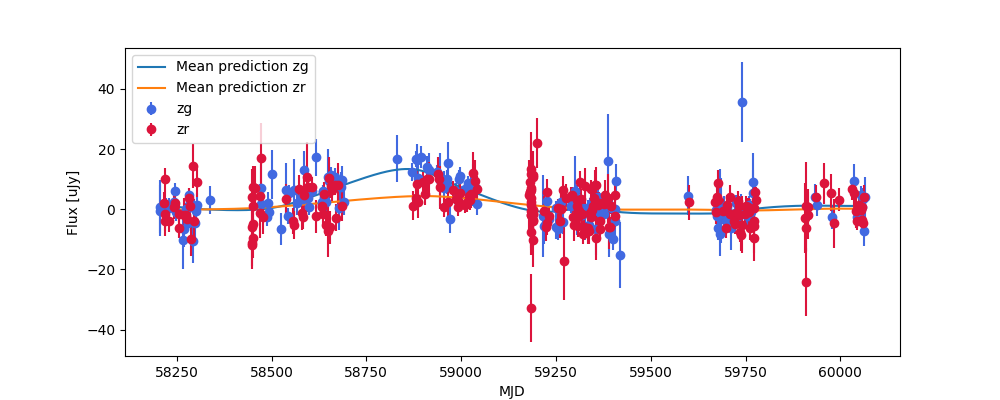 Mean prediction zg
Mean prediction zr
zg
zr
Flux [uJy]
40
20
0
−20
−40
58250
58500
58750
59000
59250
59500
59750
60000
MJD